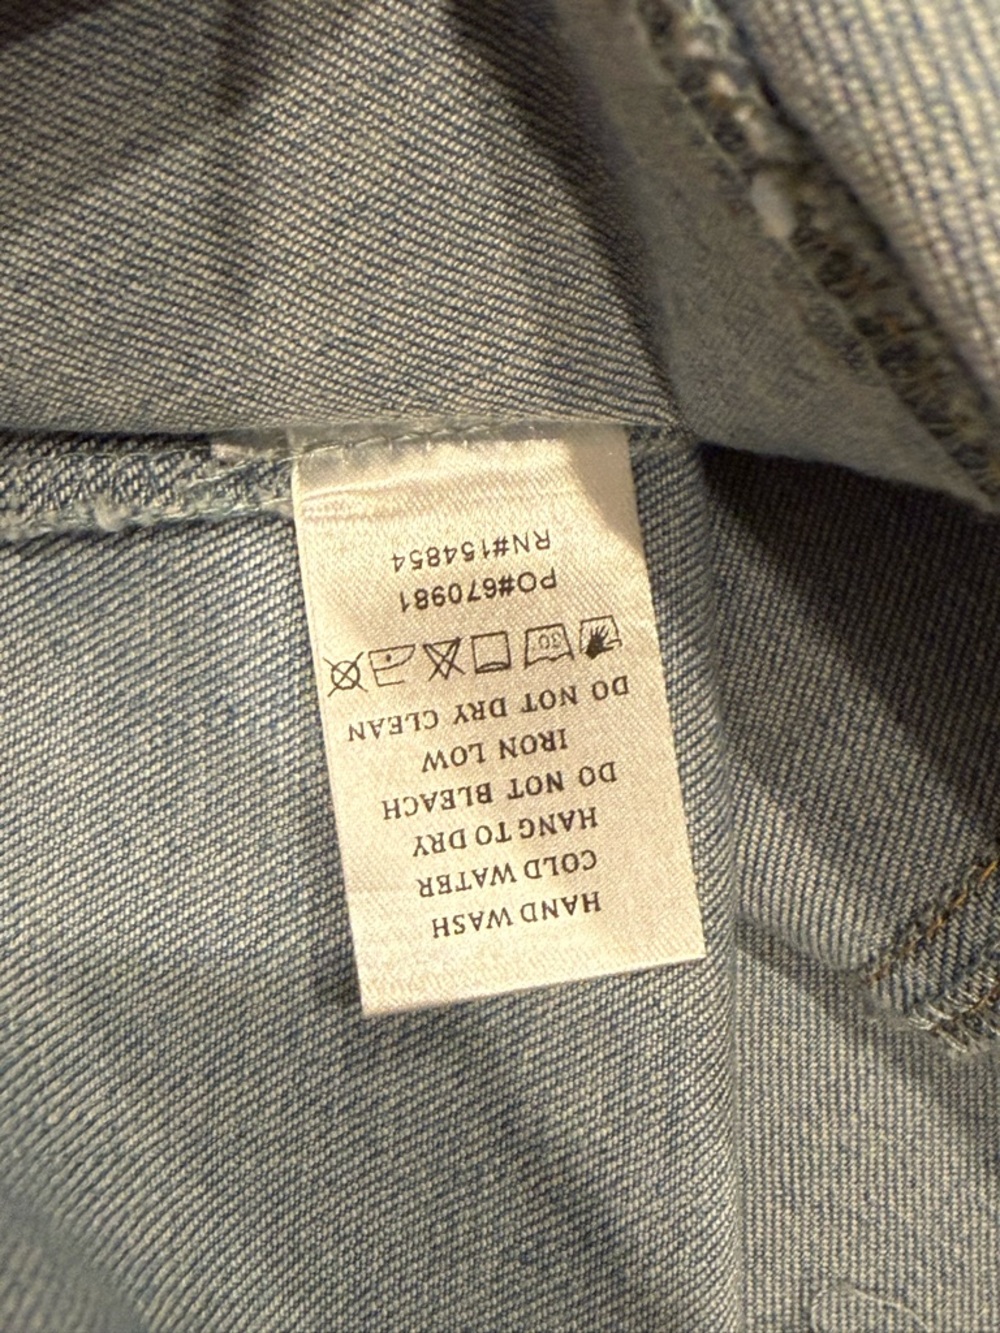 HAND WASH
COLD WATER
HANG TO DRY
DO NOT BLEACH
IRON LOW
DO NOT DRY CLEAN
30
PO#670981
RN#154854